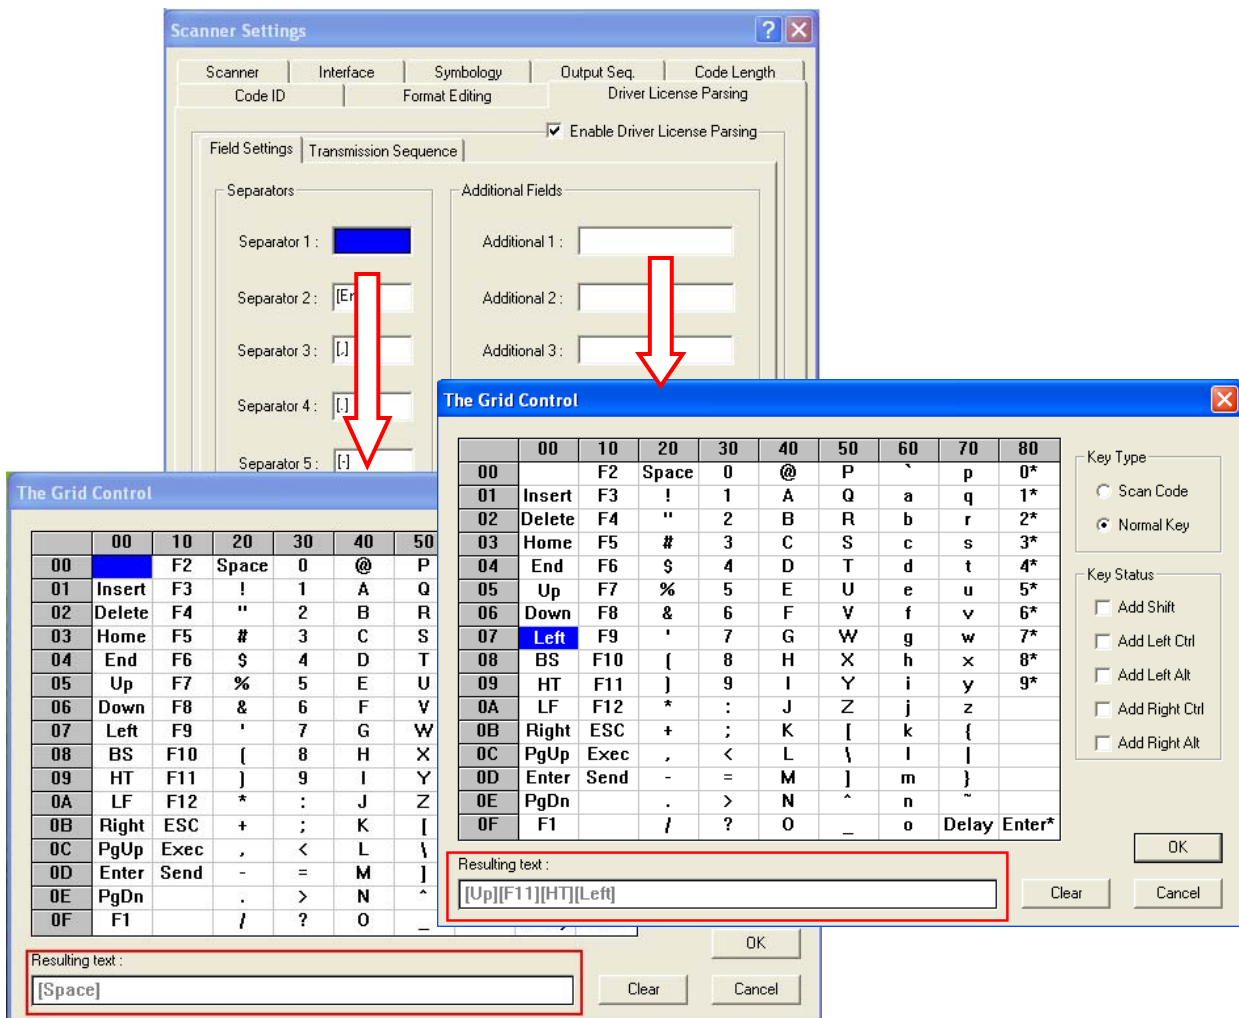 Scanner Settings
Scanner Interface Symbology Output Seq. Code Length
Code ID Format Editing Driver License Parsing
Enable Driver License Parsing
Field Settings Transmission Sequence
Separators Additional Fields
Separator 1 : Additional 1 :
Separator 2 : [En Additional 2 :
Separator 3 : [,] Additional 3 :
Separator 4 : [.]
Separator 5 : [-]
The Grid Control
00 10 20 30 40 50 60 70 80
00 F2 Space 0 @ P ` p 0*
01 Insert F3 ! 1 A Q a q 1*
02 Delete F4 " 2 B R b r 2*
03 Home F5 # 3 C S c s 3*
04 End F6 $ 4 D T d t 4*
05 Up F7 % 5 E U e u 5*
06 Down F8 & 6 F V f v 6*
07 Left F9 ' 7 G W g w 7*
08 BS F10 ( 8 H X h x 8*
09 HT F11 ) 9 I Y i y 9*
0A LF F12 * : J Z j z
0B Right ESC + ; K [ k {
0C PgUp Exec , < L \ l |
0D Enter Send - = M ] m }
0E PgDn . > N ^ n ~
0F F1 / ? O _ o Delay Enter*
Key Type
Scan Code
Normal Key
Key Status
Add Shift
Add Left Ctrl
Add Left Alt
Add Right Ctrl
Add Right Alt
OK
Resulting text :
[Up][F11][HT][Left]
Clear Cancel
The Grid Control
00 10 20 30 40 50
00 F2 Space 0 @ P
01 Insert F3 ! 1 A Q
02 Delete F4 " 2 B R
03 Home F5 # 3 C S
04 End F6 $ 4 D T
05 Up F7 % 5 E U
06 Down F8 & 6 F V
07 Left F9 ' 7 G W
08 BS F10 ( 8 H X
09 HT F11 ) 9 I Y
0A LF F12 * : J Z
0B Right ESC + ; K [
0C PgUp Exec , < L \
0D Enter Send - = M ]
0E PgDn . > N ^
0F F1 / ? O _
OK
Resulting text :
[Space]
Clear Cancel